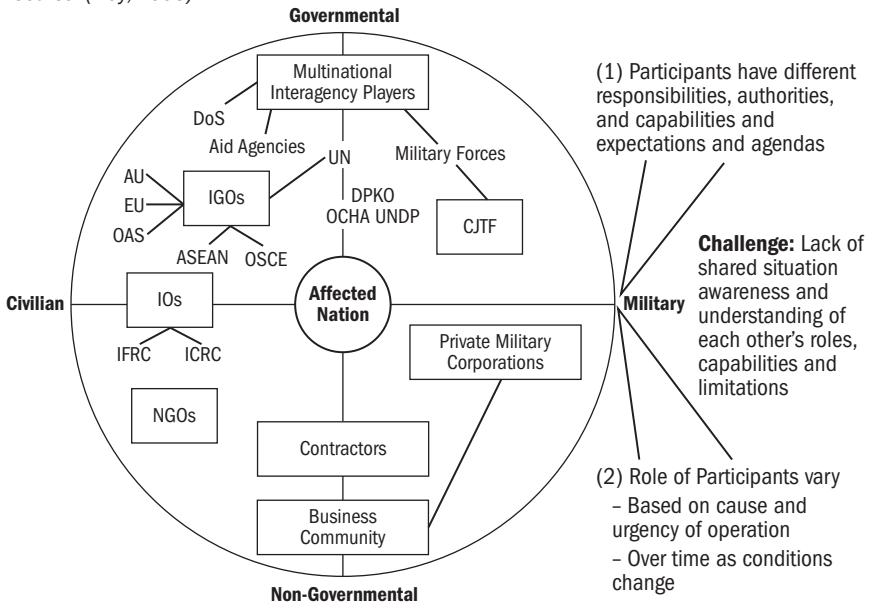 Governmental
Multinational
Interagency Players
DoS
Aid Agencies
UN
Military Forces
AU
EU
OAS
IGOs
DPKO
OCHA UNDP
CJTF
ASEAN
OSCE
Civilian
IOs
Affected
Nation
Military
IFRC
ICRC
Private Military
Corporations
NGOs
Contractors
Business
Community
Non-Governmental
(1) Participants have different
responsibilities, authorities,
and capabilities and
expectations and agendas
Challenge: Lack of
shared situation
awareness and
understanding of
each other's roles,
capabilities and
limitations
(2) Role of Participants vary
– Based on cause and
urgency of operation
– Over time as conditions
change